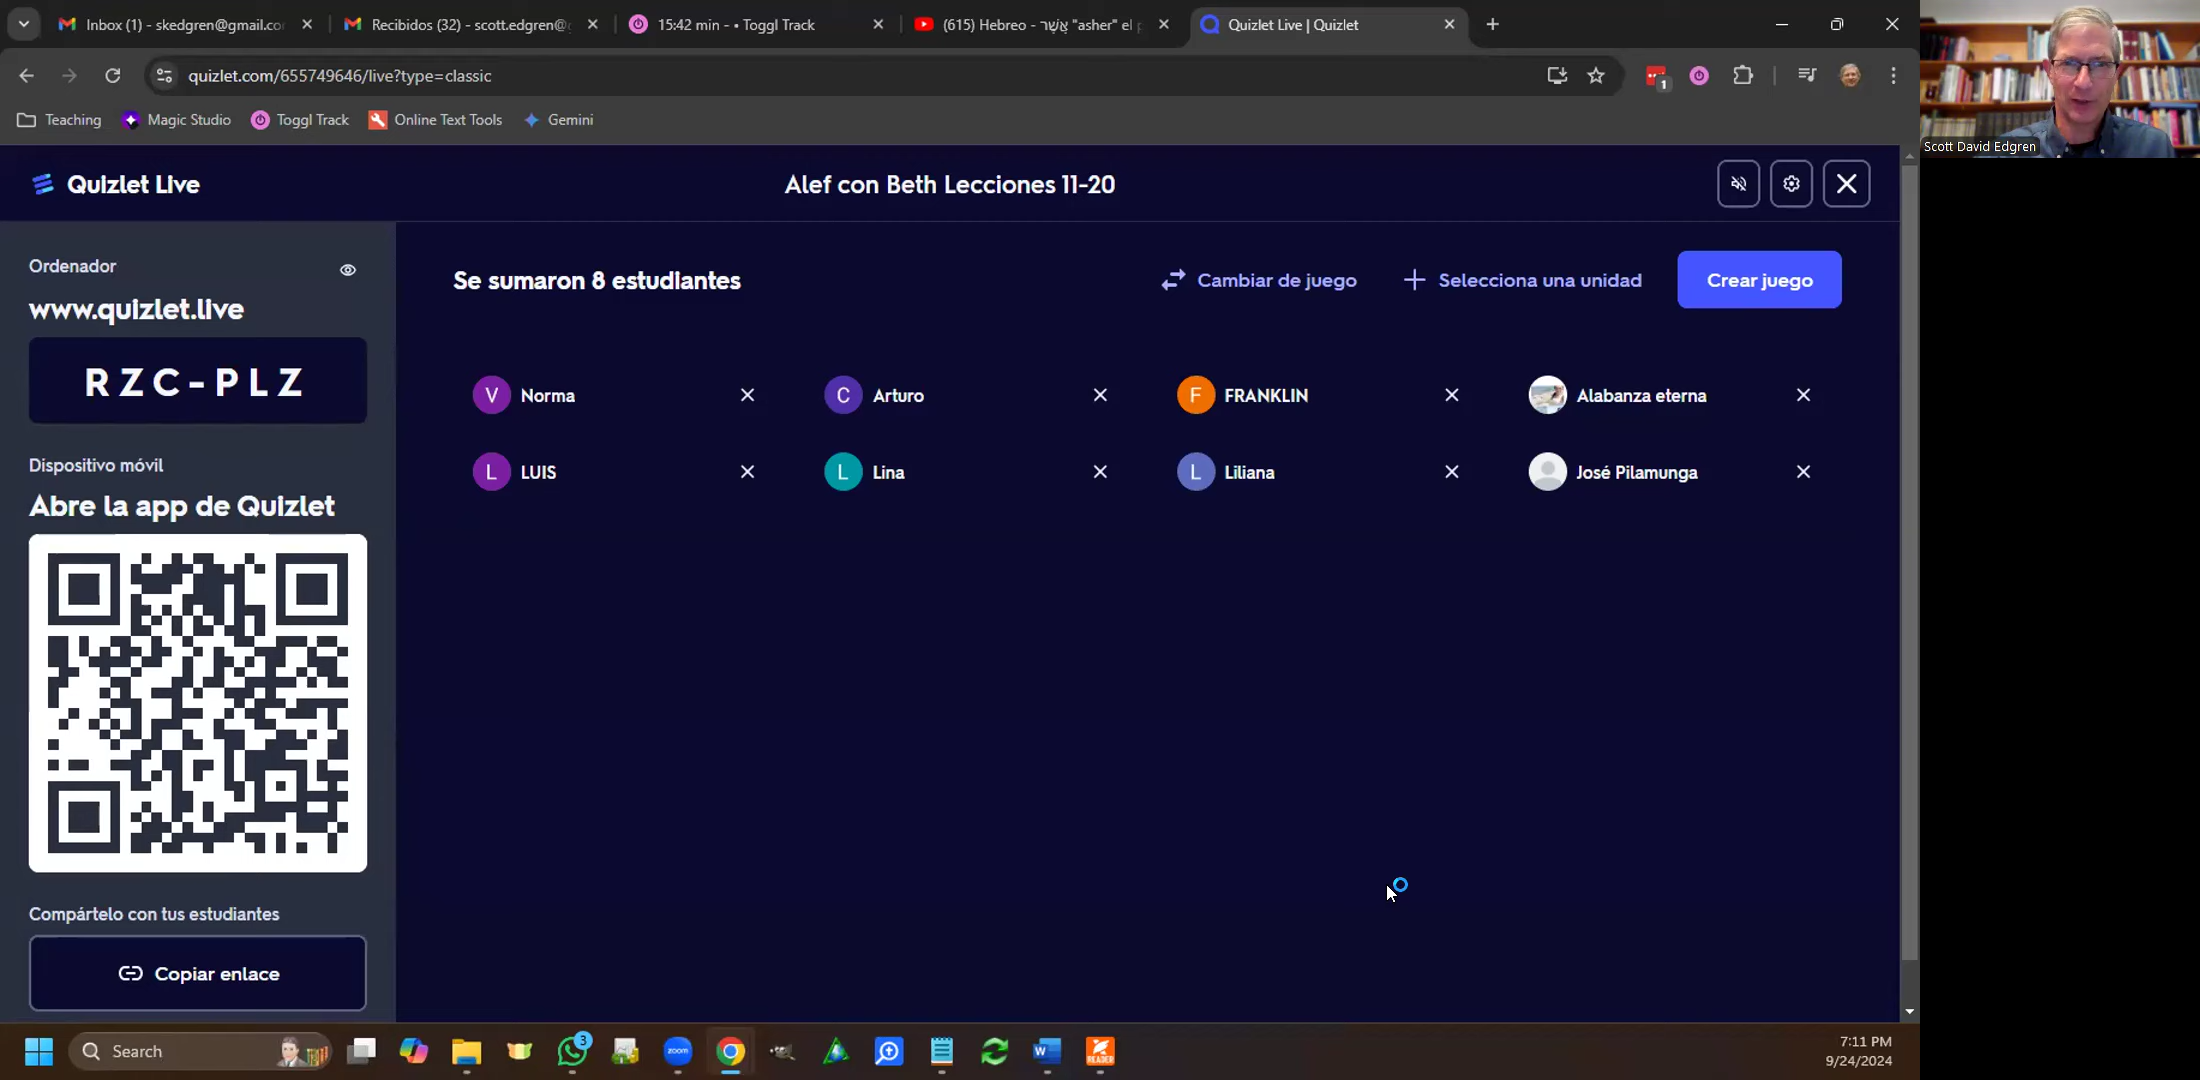 Inbox (1) - skedgren@gmail.co
Recibidos (32) - scott.edgren@g
15:42 min - • Toggl Track
(615) Hebreo - אֲשֶׁר "asher" el p
Quizlet Live | Quizlet
quizlet.com/655749646/live?type=classic
1
Teaching
Magic Studio
Toggl Track
Online Text Tools
Gemini
Scott David Edgren
Quizlet Live
Alef con Beth Lecciones 11-20
Ordenador
www.quizlet.live
RZC-PLZ
Dispositivo móvil
Abre la app de Quizlet
Compártelo con tus estudiantes
Copiar enlace
Se sumaron 8 estudiantes
Cambiar de juego
Selecciona una unidad
Crear juego
V Norma
C Arturo
F FRANKLIN
Alabanza eterna
L LUIS
L Lina
L Liliana
José Pilamunga
Search
3
zoom
W
READER
7:11 PM
9/24/2024